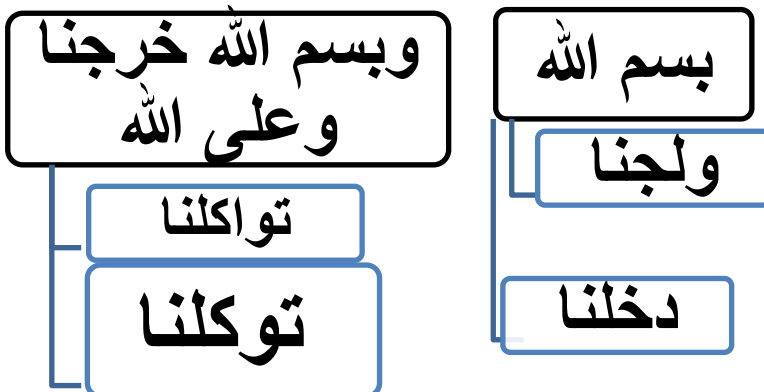 بسم الله
ولجنا
دخلنا
وبسم الله خرجنا
وعلى الله
تواكلنا
توكلنا